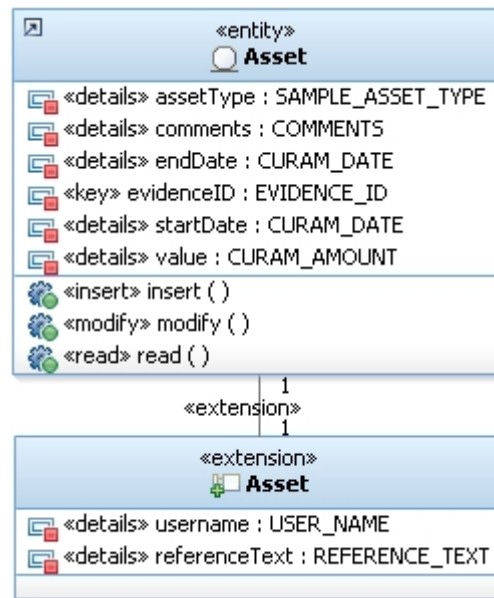 «entity»
Asset
«details» assetType : SAMPLE_ASSET_TYPE
«details» comments : COMMENTS
«details» endDate : CURAM_DATE
«key» evidenceID : EVIDENCE_ID
«details» startDate : CURAM_DATE
«details» value : CURAM_AMOUNT
«insert» insert ( )
«modify» modify ( )
«read» read ( )
1
«extension»
1
«extension»
Asset
«details» username : USER_NAME
«details» referenceText : REFERENCE_TEXT